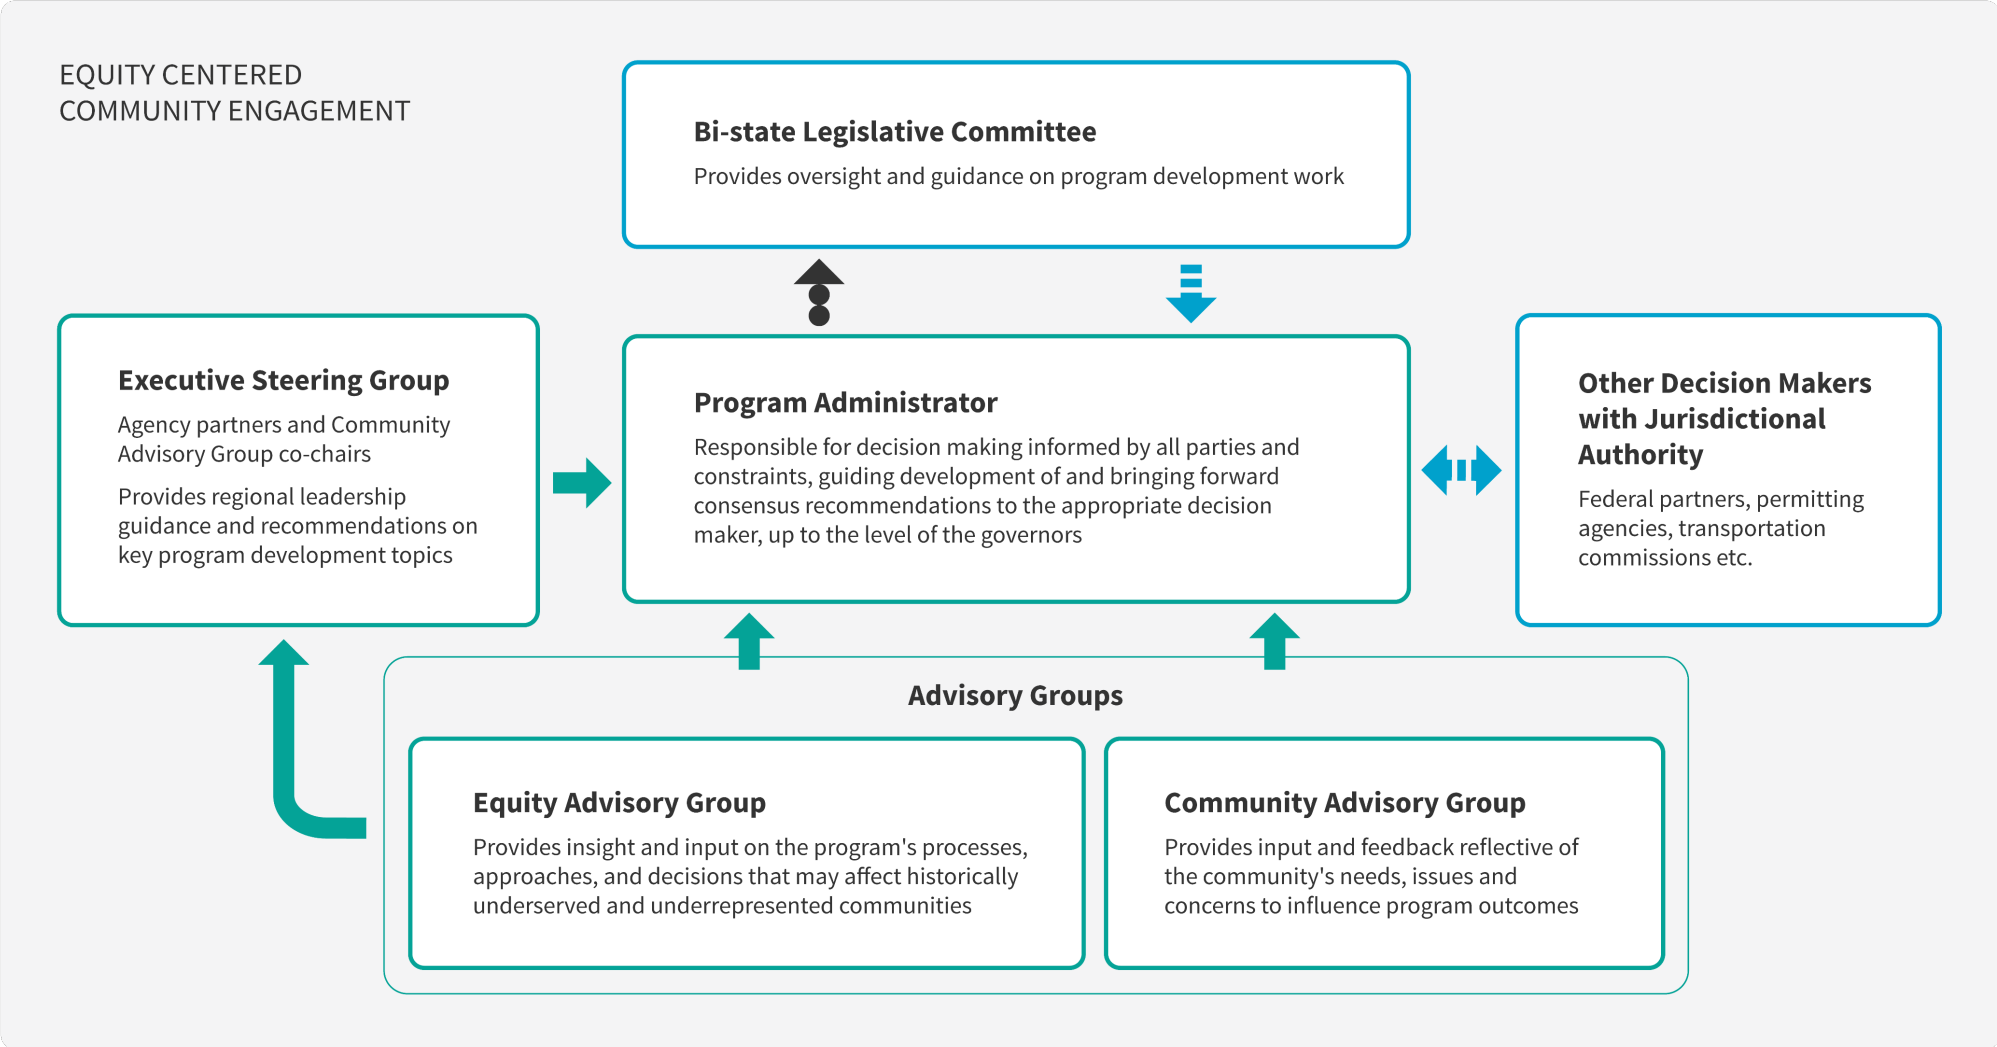 EQUITY CENTERED
COMMUNITY ENGAGEMENT
Bi-state Legislative Committee
Provides oversight and guidance on program development work
Executive Steering Group
Agency partners and Community
Advisory Group co-chairs
Provides regional leadership
guidance and recommendations on
key program development topics
Program Administrator
Responsible for decision making informed by all parties and
constraints, guiding development of and bringing forward
consensus recommendations to the appropriate decision
maker, up to the level of the governors
Other Decision Makers
with Jurisdictional
Authority
Federal partners, permitting
agencies, transportation
commissions etc.
Advisory Groups
Equity Advisory Group
Provides insight and input on the program's processes,
approaches, and decisions that may affect historically
underserved and underrepresented communities
Community Advisory Group
Provides input and feedback reflective of
the community's needs, issues and
concerns to influence program outcomes